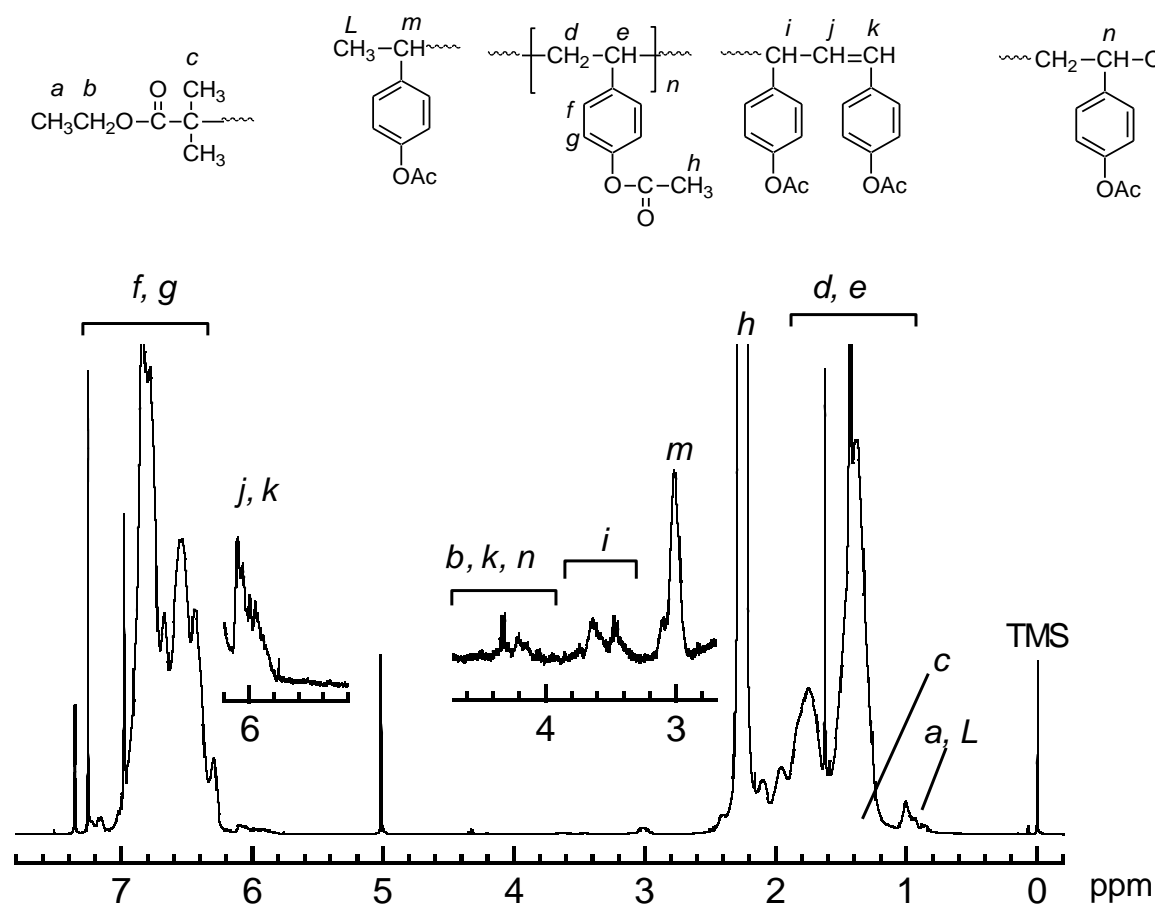 L m
CH3–CH
OAc
a b c
CH3CH2O–C–C
O
CH3
CH3
d e
CH2–CH
n
f
g
h
O–C–CH3
O
i j k
CH–CH=CH
OAc OAc
n
CH2–CH
OAc
f, g
d, e
h
m
j, k
i
b, k, n
TMS
c
a, L
6
4 3
7 6 5 4 3 2 1 0 ppm